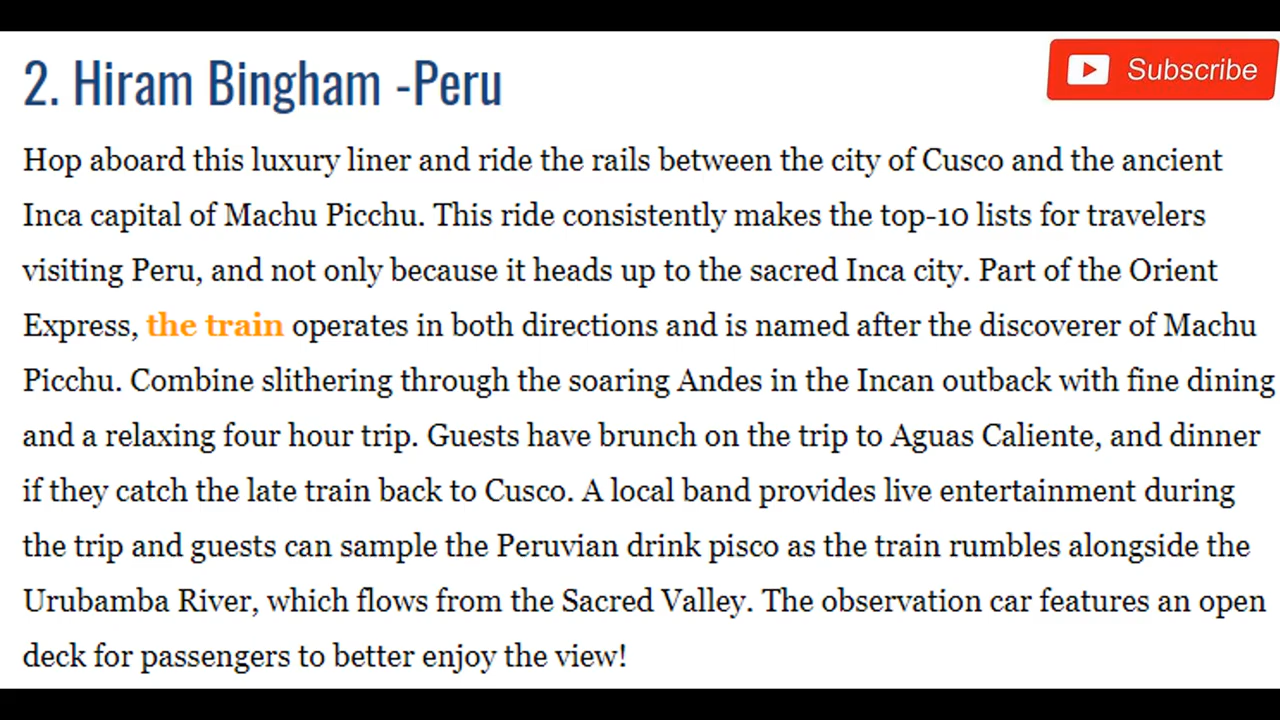 2. Hiram Bingham -Peru
Subscribe
Hop aboard this luxury liner and ride the rails between the city of Cusco and the ancient
Inca capital of Machu Picchu. This ride consistently makes the top-10 lists for travelers
visiting Peru, and not only because it heads up to the sacred Inca city. Part of the Orient
Express, the train operates in both directions and is named after the discoverer of Machu
Picchu. Combine slithering through the soaring Andes in the Incan outback with fine dining
and a relaxing four hour trip. Guests have brunch on the trip to Aguas Caliente, and dinner
if they catch the late train back to Cusco. A local band provides live entertainment during
the trip and guests can sample the Peruvian drink pisco as the train rumbles alongside the
Urubamba River, which flows from the Sacred Valley. The observation car features an open
deck for passengers to better enjoy the view!